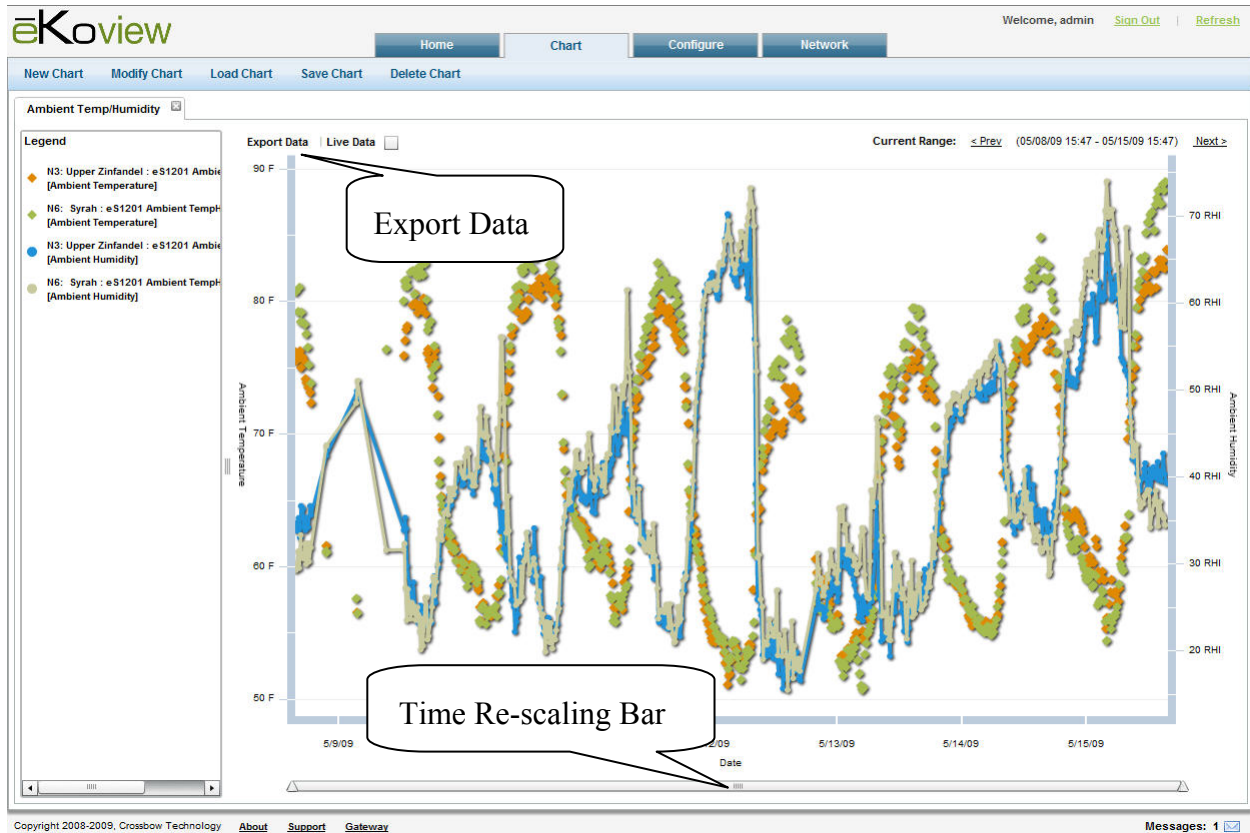 ēKoview
Welcome, admin Sign Out | Refresh
Home Chart Configure Network
New Chart Modify Chart Load Chart Save Chart Delete Chart
Ambient Temp/Humidity
Legend
N3: Upper Zinfandel : eS1201 Ambie
[Ambient Temperature]
N6: Syrah : eS1201 Ambient TempH
[Ambient Temperature]
N3: Upper Zinfandel : eS1201 Ambie
[Ambient Humidity]
N6: Syrah : eS1201 Ambient TempH
[Ambient Humidity]
Export Data | Live Data
Current Range: < Prev (05/08/09 15:47 - 05/15/09 15:47) Next >
Export Data
90 F
80 F
70 F
60 F
50 F
Ambient Temperature
70 RHI
60 RHI
50 RHI
40 RHI
30 RHI
20 RHI
Ambient Humidity
Time Re-scaling Bar
5/9/09 2/09 5/13/09 5/14/09 5/15/09
Date
Copyright 2008-2009, Crossbow Technology About Support Gateway
Messages: 1